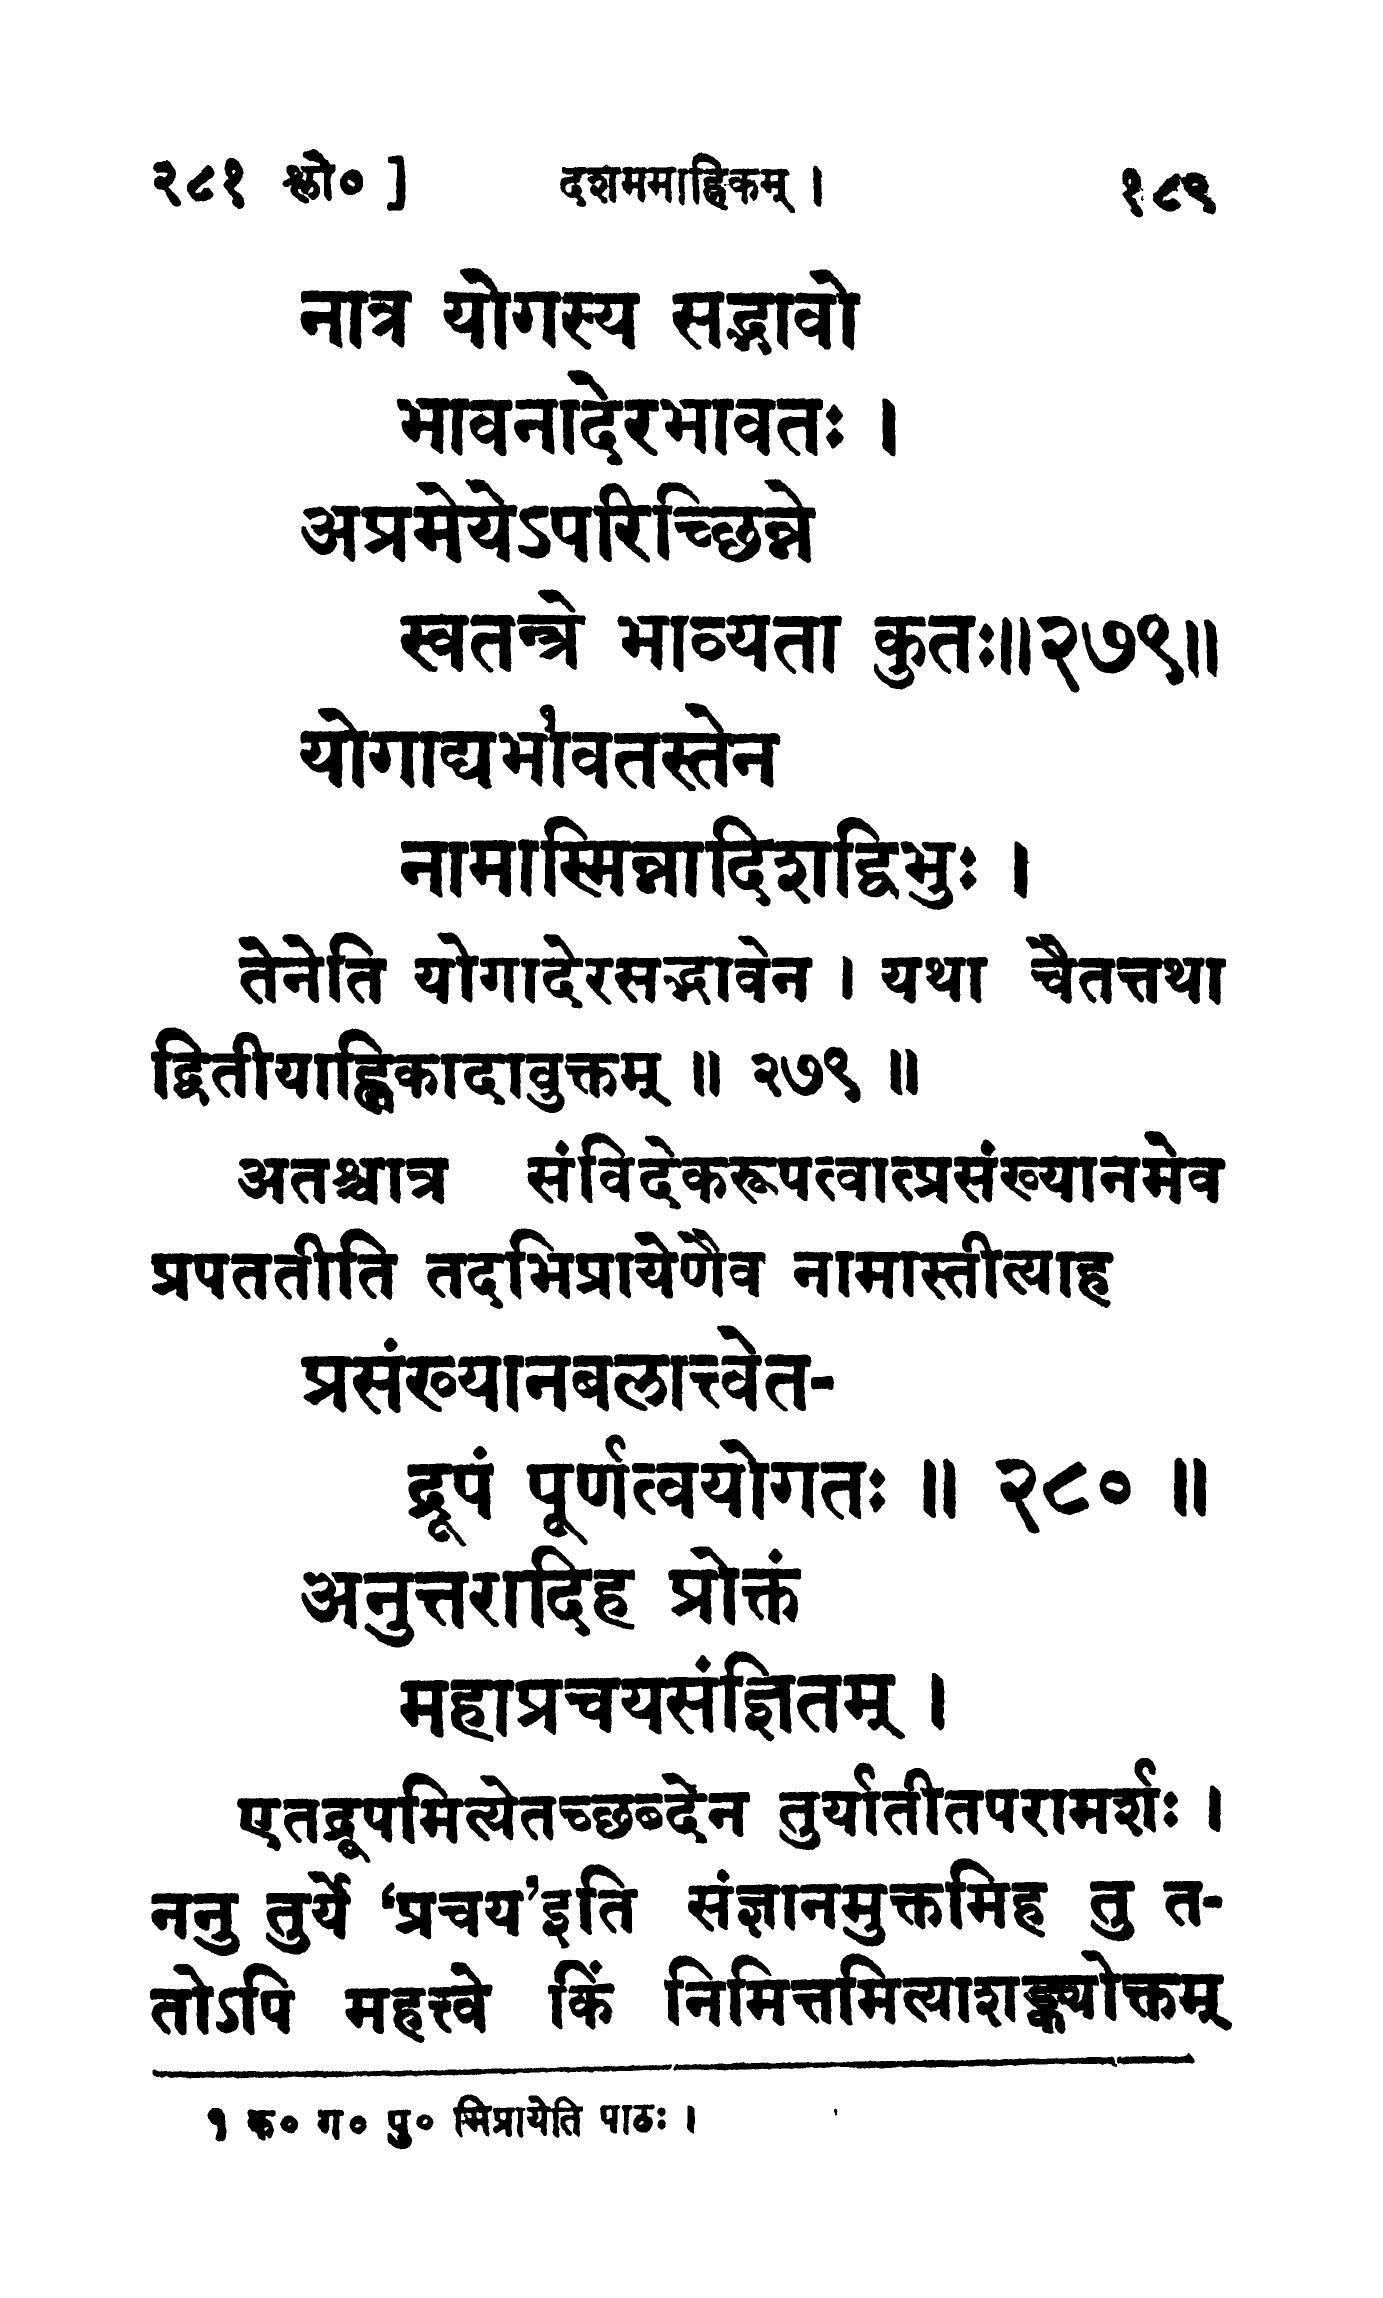 २८१ श्लो० ] दशममाह्निकम् । १८९
नात्र योगस्य सद्भावो
भावनादेरभावतः ।
अप्रमेयेऽपरिच्छिन्ने
स्वतन्त्रे भाव्यता कुतः॥२७९॥
योगाद्यभा१वतस्तेन
नामास्मिन्नादिशद्विभुः ।
तेनेति योगादेरसद्भावेन । यथा चैतत्तथा
द्वितीयाह्निकादावुक्तम् ॥ २७९ ॥
अतश्चात्र संविदेकरूपत्वात्प्रसंख्यानमेव
प्रपततीति तदभिप्रायेणैव नामास्तीत्याह
प्रसंख्यानबलात्त्वेत-
द्रूपं पूर्णत्वयोगतः ॥ २८० ॥
अनुत्तरादिह प्रोक्तं
महाप्रचयसंज्ञितम् ।
एतद्रूपमित्येतच्छब्देन तुर्यातीतपरामर्शः ।
ननु तुर्ये ‘प्रचय’इति संज्ञानमुक्तमिह तु त-
तोऽपि महत्त्वे किं निमित्तमित्याशङ्क्योक्तम्
१ क० ग० पु० भिप्रायेति पाठः ।